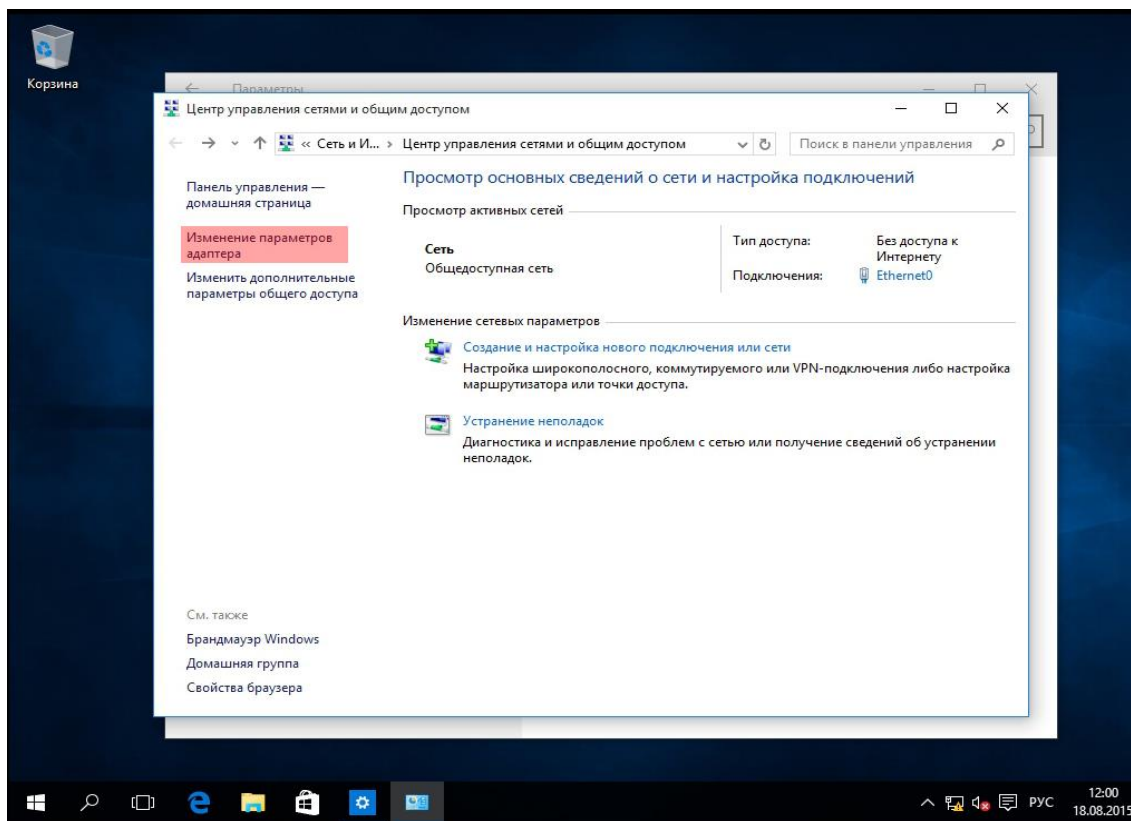 Корзина
Параметры
Центр управления сетями и общим доступом
« Сеть и И... › Центр управления сетями и общим доступом
Поиск в панели управления
Панель управления —
домашняя страница
Изменение параметров
адаптера
Изменить дополнительные
параметры общего доступа
Просмотр основных сведений о сети и настройка подключений
Просмотр активных сетей
Сеть
Общедоступная сеть
Тип доступа: Без доступа к
Интернету
Подключения: Ethernet0
Изменение сетевых параметров
Создание и настройка нового подключения или сети
Настройка широкополосного, коммутируемого или VPN-подключения либо настройка
маршрутизатора или точки доступа.
Устранение неполадок
Диагностика и исправление проблем с сетью или получение сведений об устранении
неполадок.
См. также
Брандмауэр Windows
Домашняя группа
Свойства браузера
РУС
12:00
18.08.2015